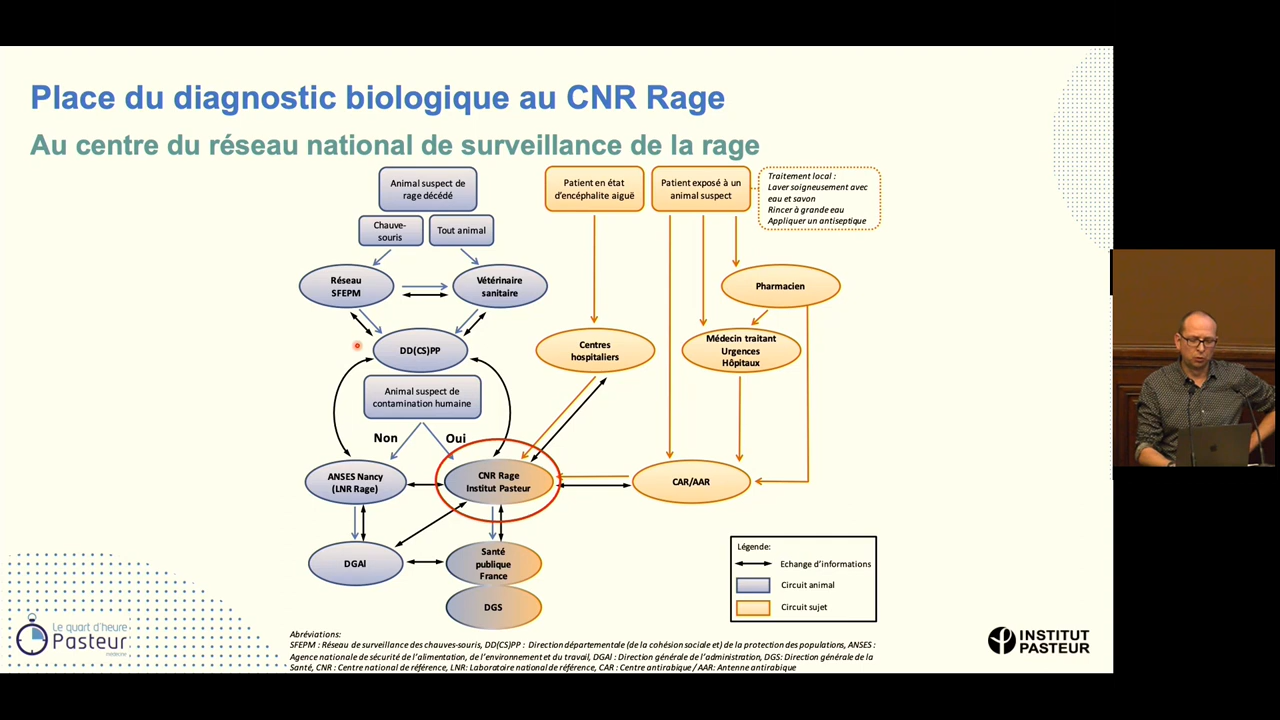 Place du diagnostic biologique au CNR Rage
Au centre du réseau national de surveillance de la rage
Animal suspect de
rage décédé
Chauve-
souris
Tout animal
Patient en état
d'encéphalite aiguë
Patient exposé à un
animal suspect
Traitement local :
Laver soigneusement avec
eau et savon
Rincer à grande eau
Appliquer un antiseptique
Réseau
SFEPM
Vétérinaire
sanitaire
Pharmacien
DD(CS)PP
Centres
hospitaliers
Médecin traitant
Urgences
Hôpitaux
Animal suspect de
contamination humaine
Non
Oui
ANSES Nancy
(LNR Rage)
CNR Rage
Institut Pasteur
CAR/AAR
DGAl
Santé
publique
France
DGS
Légende:
Echange d'informations
Circuit animal
Circuit sujet
Abréviations:
SFEPM : Réseau de surveillance des chauves-souris, DD(CS)PP : Direction départementale (de la cohésion sociale et) de la protection des populations, ANSES :
Agence nationale de sécurité de l'alimentation, de l'environnement et du travail, DGAl : Direction générale de l'administration, DGS: Direction générale de la
Santé, CNR : Centre national de référence, LNR: Laboratoire national de référence, CAR : Centre antirabique / AAR: Antenne antirabique
Le quart d'heure
Pasteur
médecine
INSTITUT
PASTEUR